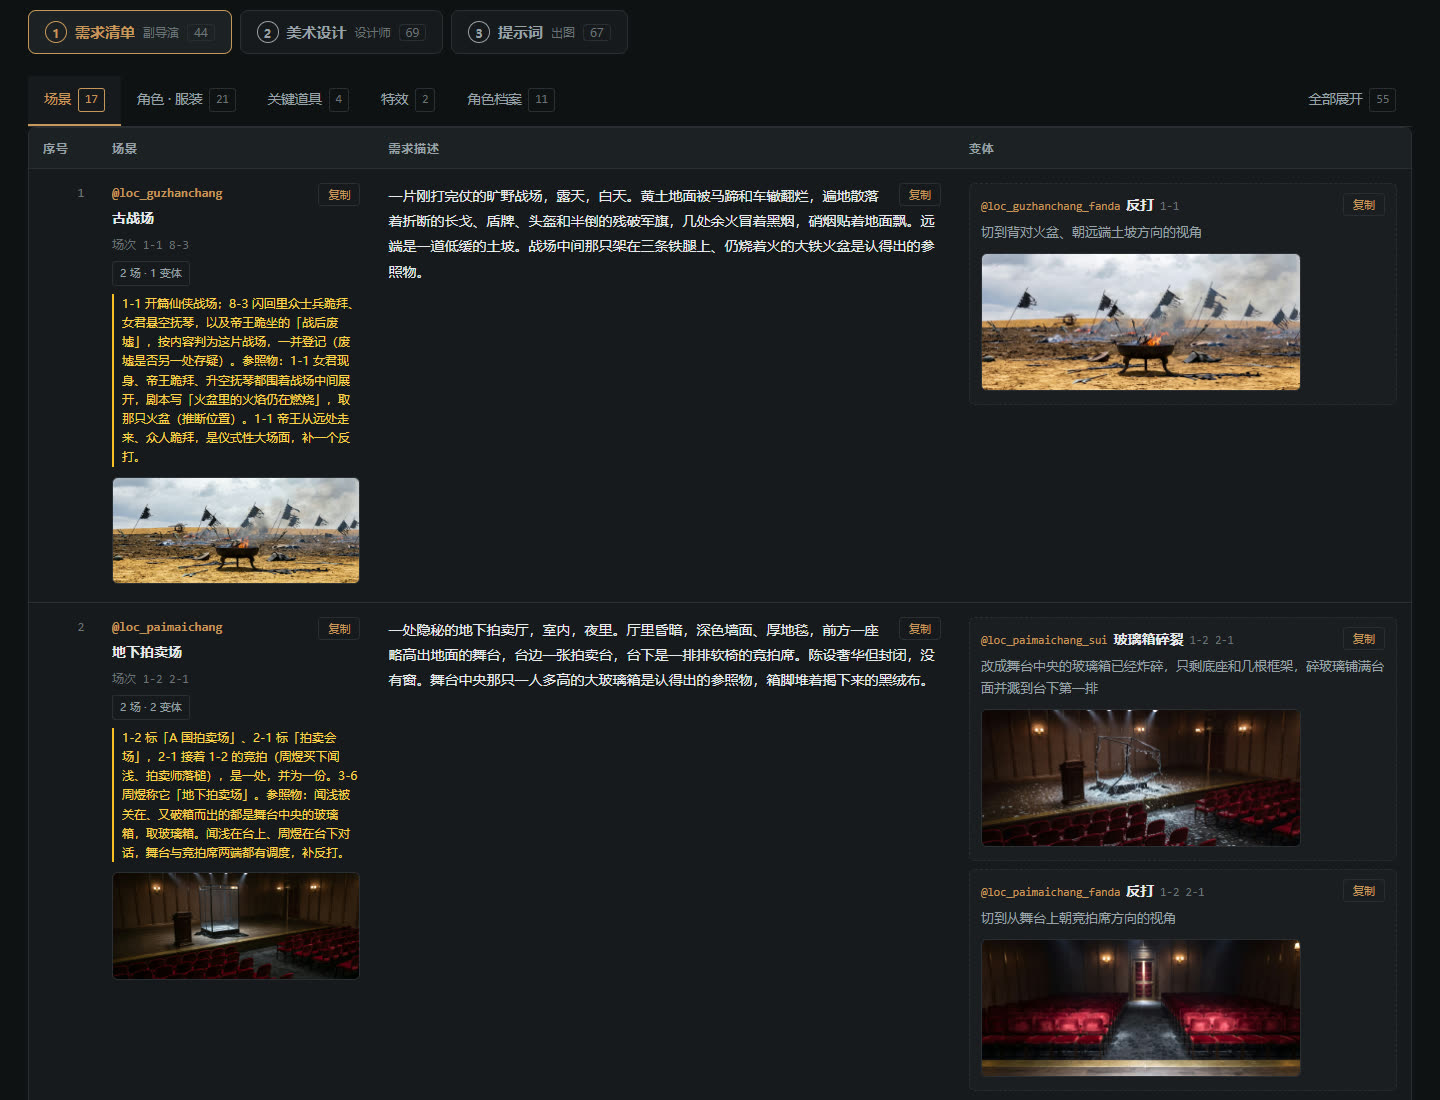 1 需求清单 副导演 44
2 美术设计 设计师 69
3 提示词 出图 67
场景 17
角色 · 服装 21
关键道具 4
特效 2
角色档案 11
全部展开 55
序号 场景 需求描述 变体
1
@loc_guzhanchang 复制
古战场
场次 1-1 8-3
2 场 · 1 变体
1-1 开篇仙侠战场；8-3 闪回里众士兵跪拜、
女君悬空抚琴，以及帝王跪坐的「战后废
墟」，按内容判为这片战场，一并登记（废
墟是否另一处存疑）。参照物：1-1 女君现
身、帝王跪拜、升空抚琴都围着战场中间展
开，剧本写「火盆里的火焰仍在燃烧」，取
那只火盆（推断位置）。1-1 帝王从远处走
来、众人跪拜，是仪式性大场面，补一个反
打。
一片刚打完仗的旷野战场，露天，白天。黄土地面被马蹄和车辙翻烂，遍地散落 复制
着折断的长戈、盾牌、头盔和半倒的残破军旗，几处余火冒着黑烟，硝烟贴着地面飘。远
端是一道低缓的土坡。战场中间那只架在三条铁腿上、仍烧着火的大铁火盆是认得出的参
照物。
@loc_guzhanchang_fanda 反打 1-1 复制
切到背对火盆、朝远端土坡方向的视角
2
@loc_paimaichang 复制
地下拍卖场
场次 1-2 2-1
2 场 · 2 变体
1-2 标「A 国拍卖场」、2-1 标「拍卖会
场」，2-1 接着 1-2 的竞拍（周煜买下闻
浅、拍卖师落槌），是一处，并为一份。3-6
周煜称它「地下拍卖场」。参照物：闻浅被
关在、又破箱而出的都是舞台中央的玻璃
箱，取玻璃箱。闻浅在台上、周煜在台下对
话，舞台与竞拍席两端都有调度，补反打。
一处隐秘的地下拍卖厅，室内，夜里。厅里昏暗，深色墙面、厚地毯，前方一座 复制
略高出地面的舞台，台边一张拍卖台，台下是一排排软椅的竞拍席。陈设奢华但封闭，没
有窗。舞台中央那只一人多高的大玻璃箱是认得出的参照物，箱脚堆着揭下来的黑绒布。
@loc_paimaichang_sui 玻璃箱碎裂 1-2 2-1 复制
改成舞台中央的玻璃箱已经炸碎，只剩底座和几根框架，碎玻璃铺满台
面并溅到台下第一排
@loc_paimaichang_fanda 反打 1-2 2-1 复制
切到从舞台上朝竞拍席方向的视角